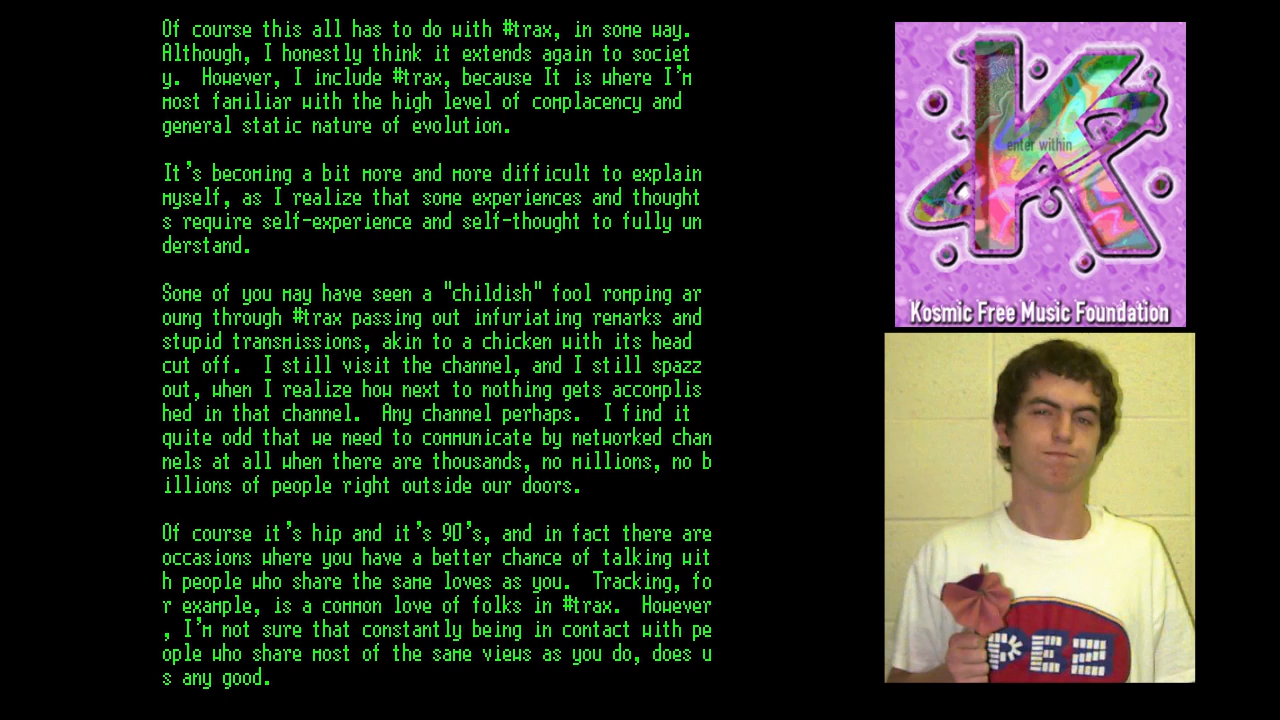 Of course this all has to do with #trax, in some way.
Although, I honestly think it extends again to societ
y.  However, I include #trax, because It is where I'm
most familiar with the high level of complacency and
general static nature of evolution.
It's becoming a bit more and more difficult to explain
myself, as I realize that some experiences and thought
s require self-experience and self-thought to fully un
derstand.
Some of you may have seen a "childish" fool romping ar
oung through #trax passing out infuriating remarks and
stupid transmissions, akin to a chicken with its head
cut off.  I still visit the channel, and I still spazz
out, when I realize how next to nothing gets accomplis
hed in that channel.  Any channel perhaps.  I find it
quite odd that we need to communicate by networked chan
nels at all when there are thousands, no millions, no b
illions of people right outside our doors.
Of course it's hip and it's 90's, and in fact there are
occasions where you have a better chance of talking wit
h people who share the same loves as you.  Tracking, fo
r example, is a common love of folks in #trax.  However
, I'm not sure that constantly being in contact with pe
ople who share most of the same views as you do, does u
s any good.
K
enter within
Kosmic Free Music Foundation
PEZ